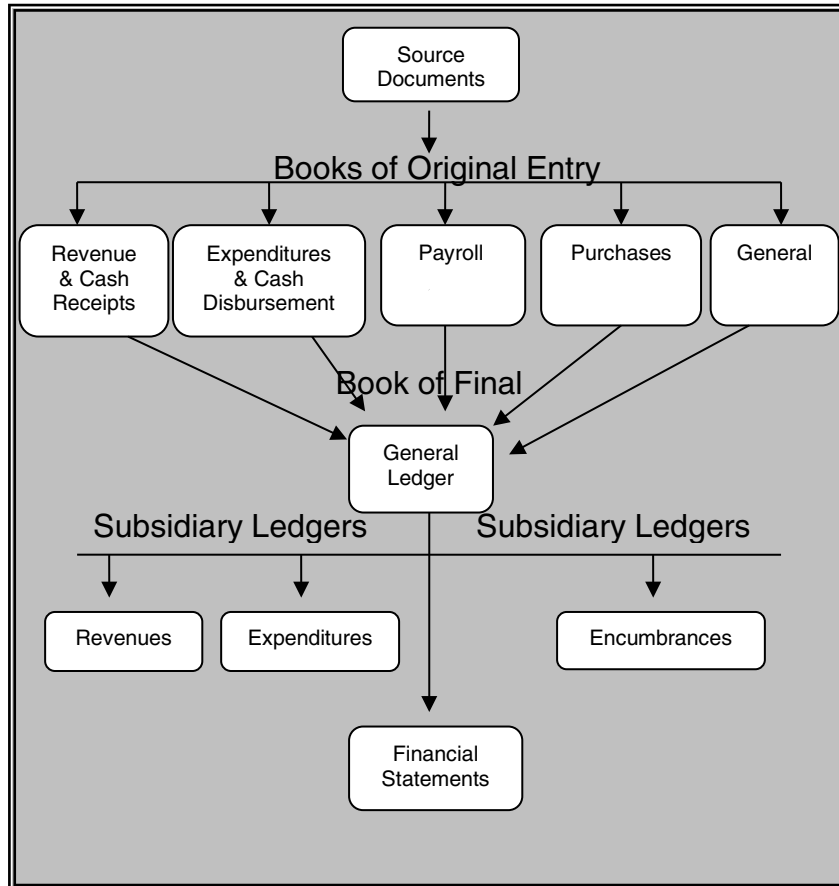 Source
Documents
Books of Original Entry
Revenue
& Cash
Receipts
Expenditures
& Cash
Disbursement
Payroll
Purchases
General
Book of Final
General
Ledger
Subsidiary Ledgers
Subsidiary Ledgers
Revenues
Expenditures
Encumbrances
Financial
Statements